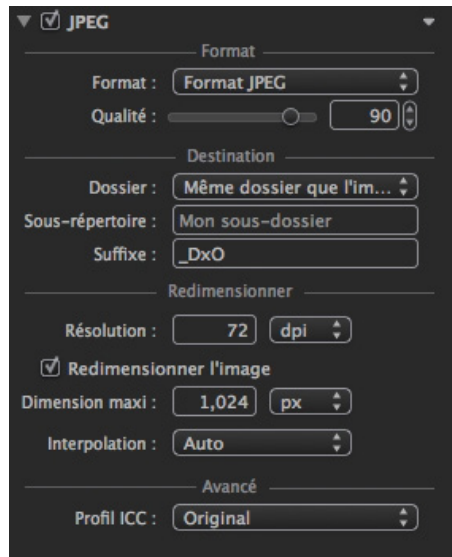 JPEG
Format
Format : Format JPEG
Qualité : 90
Destination
Dossier : Même dossier que l'im...
Sous-répertoire : Mon sous-dossier
Suffixe : _DxO
Redimensionner
Résolution : 72 dpi
Redimensionner l'image
Dimension maxi : 1,024 px
Interpolation : Auto
Avancé
Profil ICC : Original